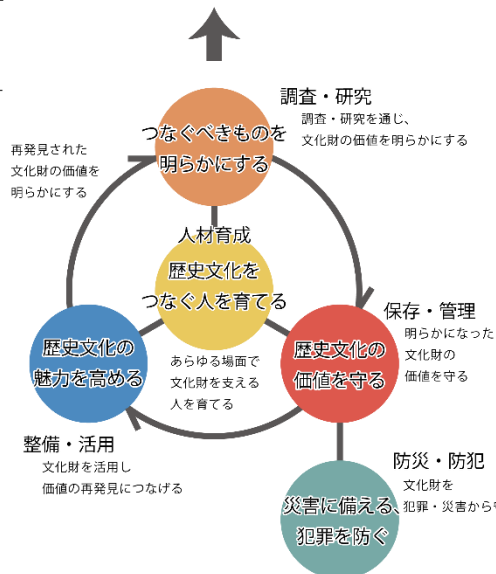 調査・研究
調査・研究を通じ、
文化財の価値を明らかにする
つなぐべきものを
明らかにする
再発見された
文化財の価値を
明らかにする
人材育成
歴史文化を
つなぐ人を育てる
あらゆる場面で
文化財を支える
人を育てる
保存・管理
明らかになった
文化財の
価値を守る
歴史文化の
価値を守る
歴史文化の
魅力を高める
整備・活用
文化財を活用し
価値の再発見につなげる
防災・防犯
文化財を
犯罪・災害から
災害に備える、
犯罪を防ぐ